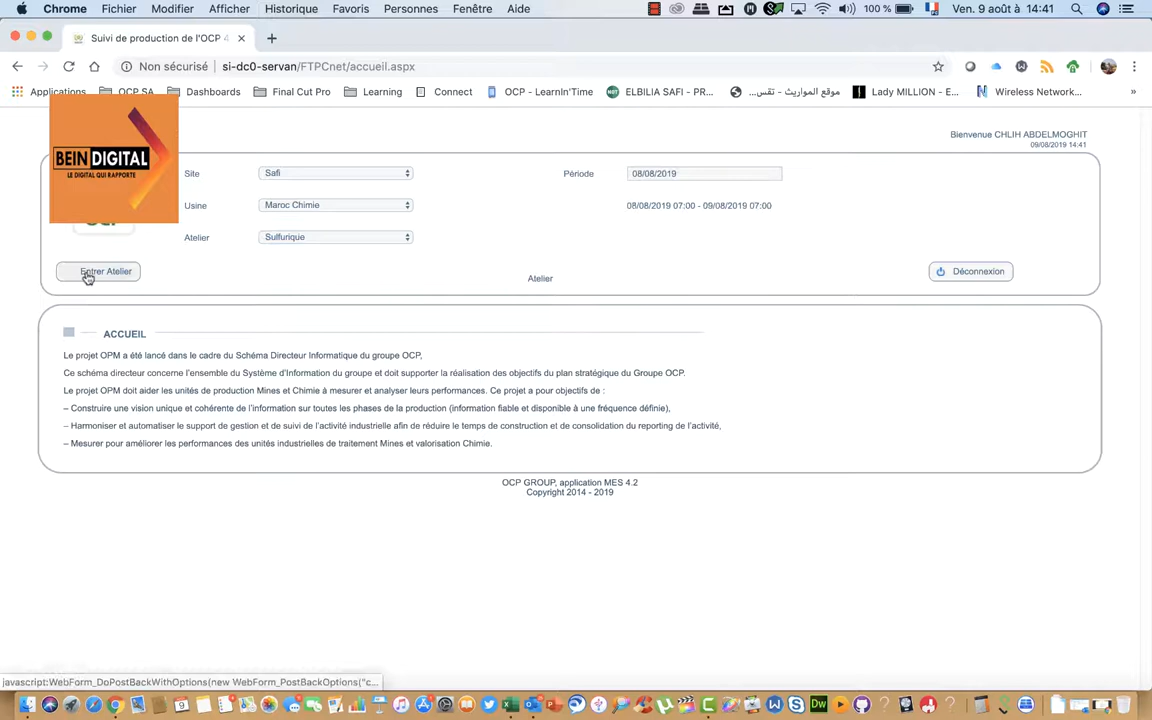 Chrome Fichier Modifier Afficher Historique Favoris Personnes Fenêtre Aide 100 % Ven. 9 août à 14:41
Suivi de production de l'OCP
Non sécurisé si-dc0-servan/FTPCnet/accueil.aspx
Applications OCP SA Dashboards Final Cut Pro Learning Connect OCP - LearnIn'Time ELBILIA SAFI - PR... موقع المواريث - تقس... Lady MILLION - E... Wireless Network... »
Bienvenue CHLIH ABDELMOGHIT
09/08/2019 14:41
BEIN DIGITAL
LE DIGITAL QUI RAPPORTE
Site Safi Période 08/08/2019
Usine Maroc Chimie 08/08/2019 07:00 - 09/08/2019 07:00
Atelier Sulfurique
Entrer Atelier Atelier Déconnexion
ACCUEIL
Le projet OPM a été lancé dans le cadre du Schéma Directeur Informatique du groupe OCP,
Ce schéma directeur concerne l'ensemble du Système d'Information du groupe et doit supporter la réalisation des objectifs du plan stratégique du Groupe OCP.
Le projet OPM doit aider les unités de production Mines et Chimie à mesurer et analyser leurs performances. Ce projet a pour objectifs de :
– Construire une vision unique et cohérente de l'information sur toutes les phases de la production (information fiable et disponible à une fréquence définie),
– Harmoniser et automatiser le support de gestion et de suivi de l'activité industrielle afin de réduire le temps de construction et de consolidation du reporting de l'activité,
– Mesurer pour améliorer les performances des unités industrielles de traitement Mines et valorisation Chimie.
OCP GROUP, application MES 4.2
Copyright 2014 - 2019
javascript:WebForm_DoPostBackWithOptions(new WebForm_PostBackOptions("c...